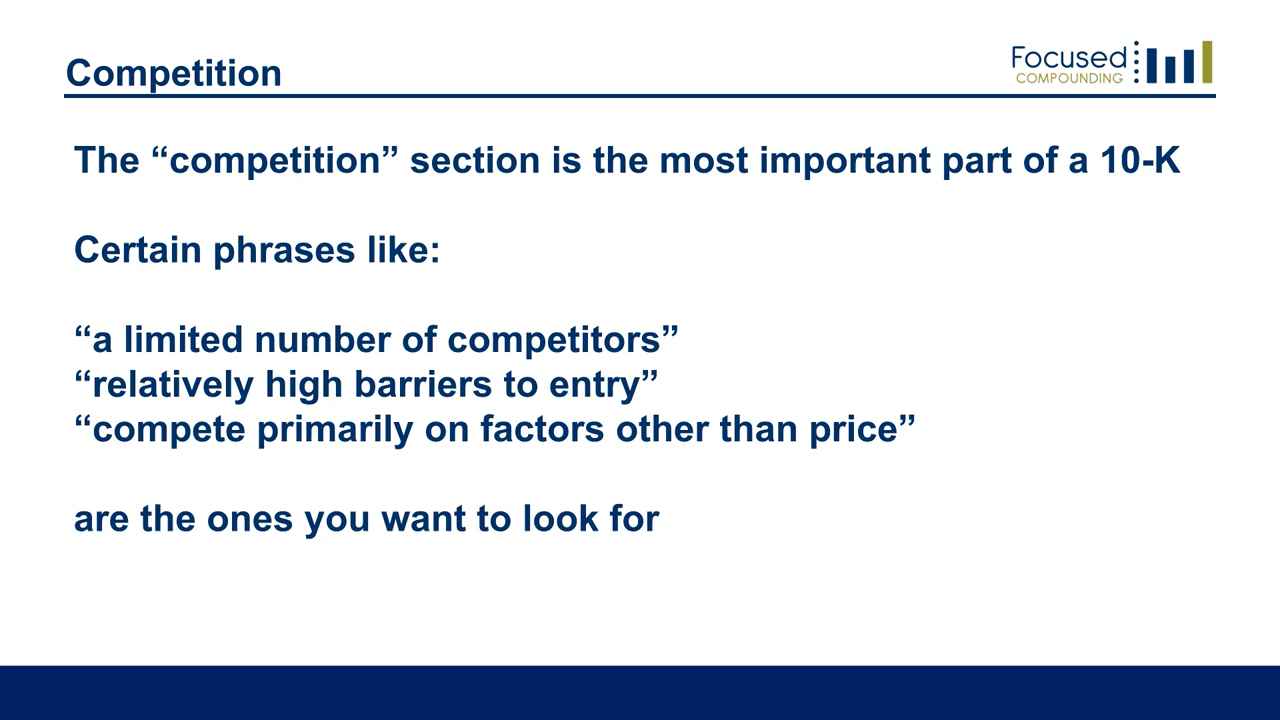 Competition
Focused
COMPOUNDING
The “competition” section is the most important part of a 10-K
Certain phrases like:
“a limited number of competitors”
“relatively high barriers to entry”
“compete primarily on factors other than price”
are the ones you want to look for